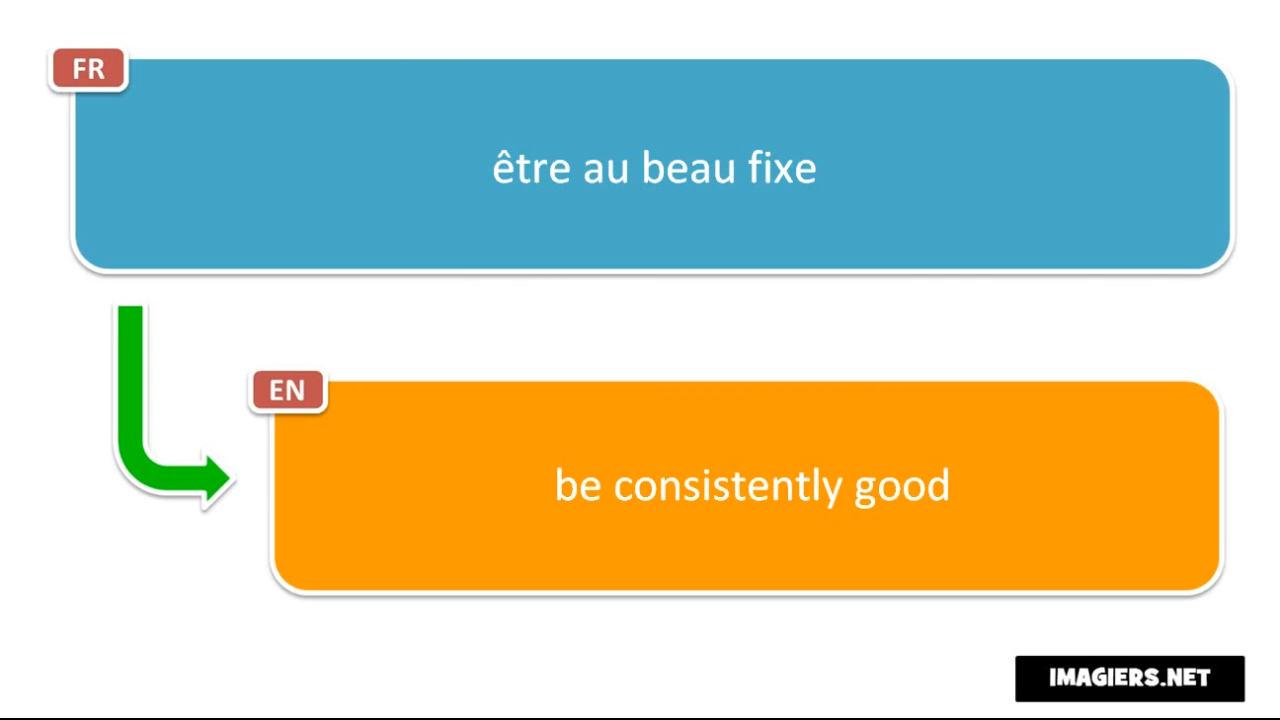 FR
être au beau fixe
EN
be consistently good
IMAGIERS.NET